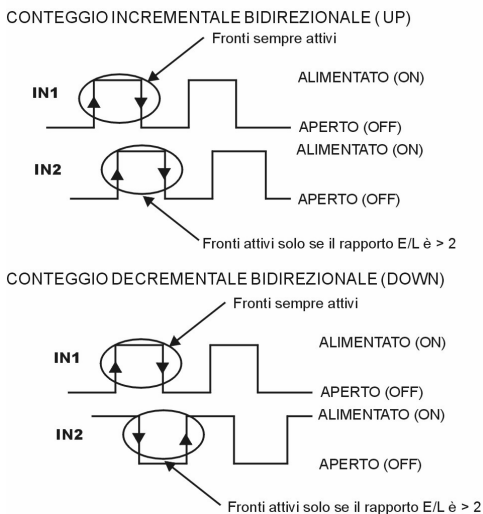 CONTEGGIO INCREMENTALE BIDIREZIONALE ( UP)
Fronti sempre attivi
ALIMENTATO (ON)
IN1
APERTO (OFF)
ALIMENTATO (ON)
IN2
APERTO (OFF)
Fronti attivi solo se il rapporto E/L è > 2
CONTEGGIO DECREMENTALE BIDIREZIONALE (DOWN)
Fronti sempre attivi
ALIMENTATO (ON)
IN1
APERTO (OFF)
ALIMENTATO (ON)
IN2
APERTO (OFF)
Fronti attivi solo se il rapporto E/L è > 2